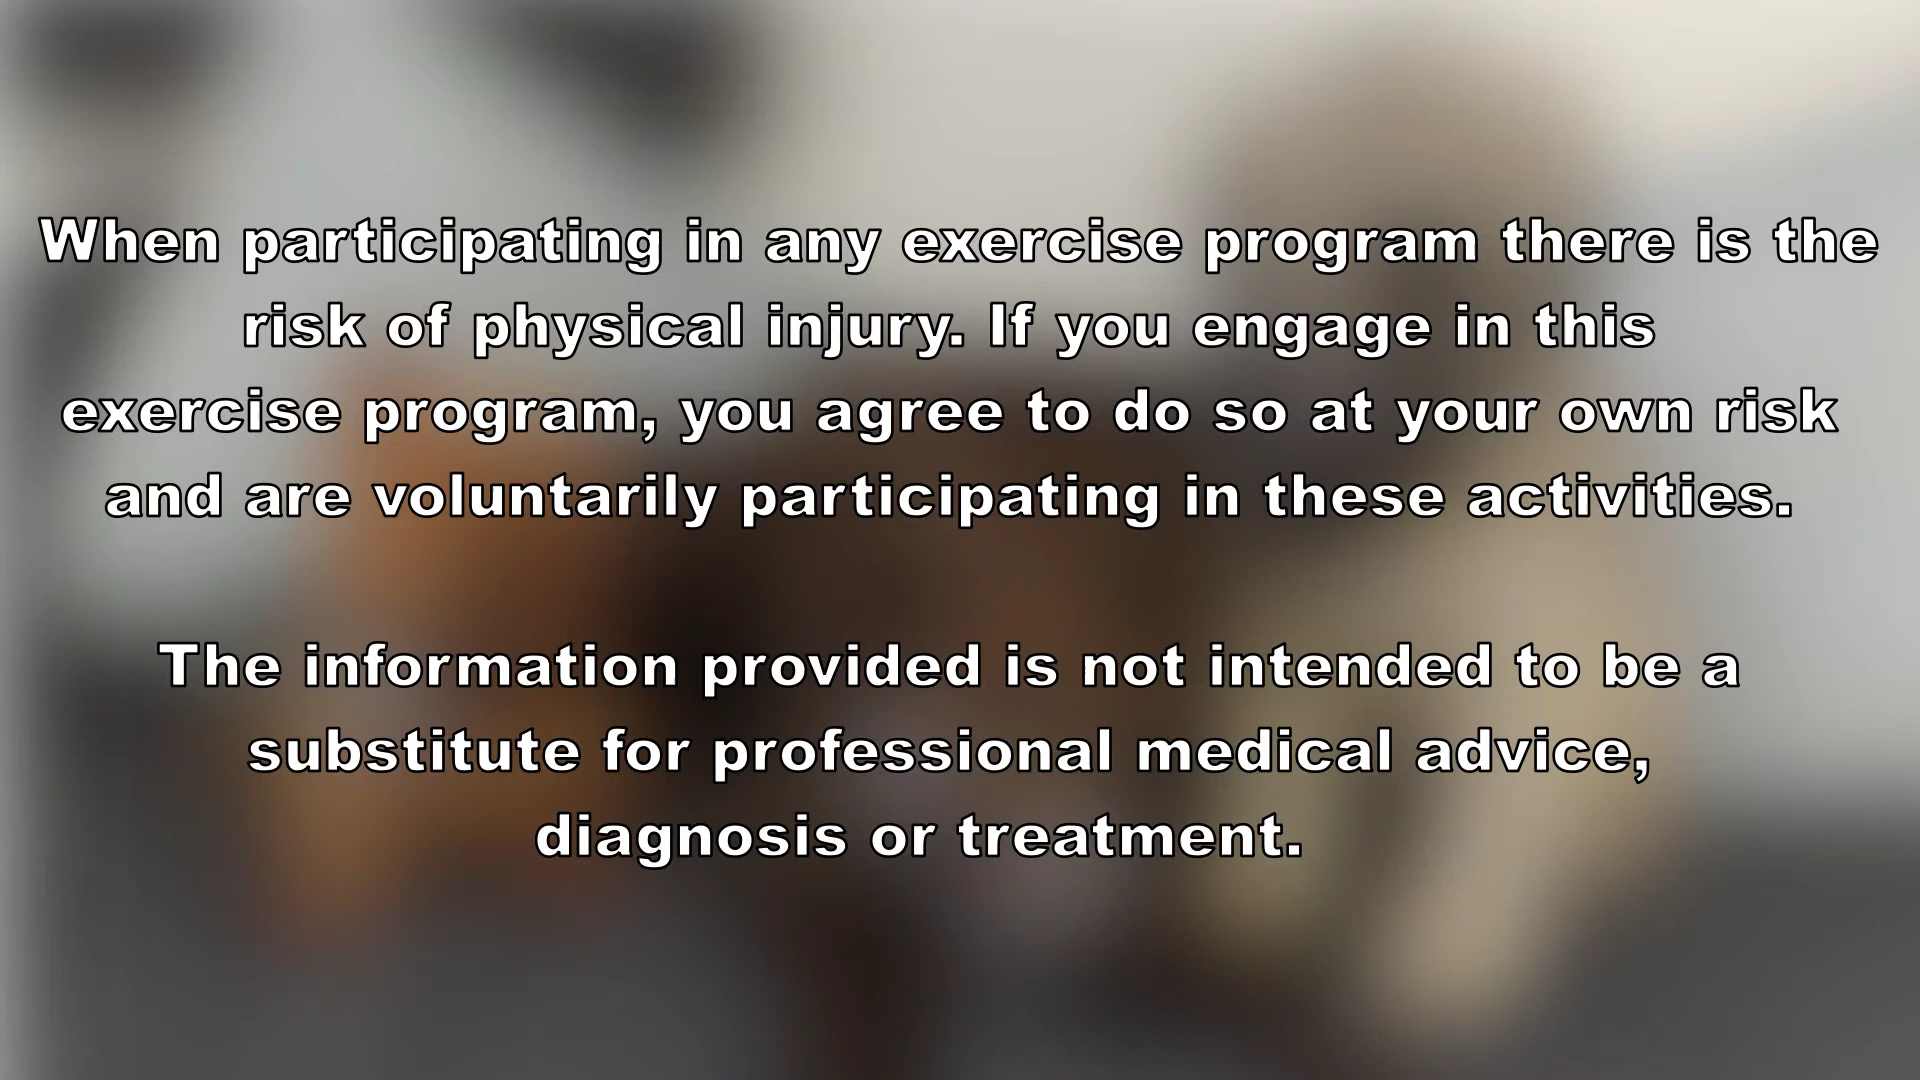 When participating in any exercise program there is the
risk of physical injury. If you engage in this
exercise program, you agree to do so at your own risk
and are voluntarily participating in these activities.
The information provided is not intended to be a
substitute for professional medical advice,
diagnosis or treatment.